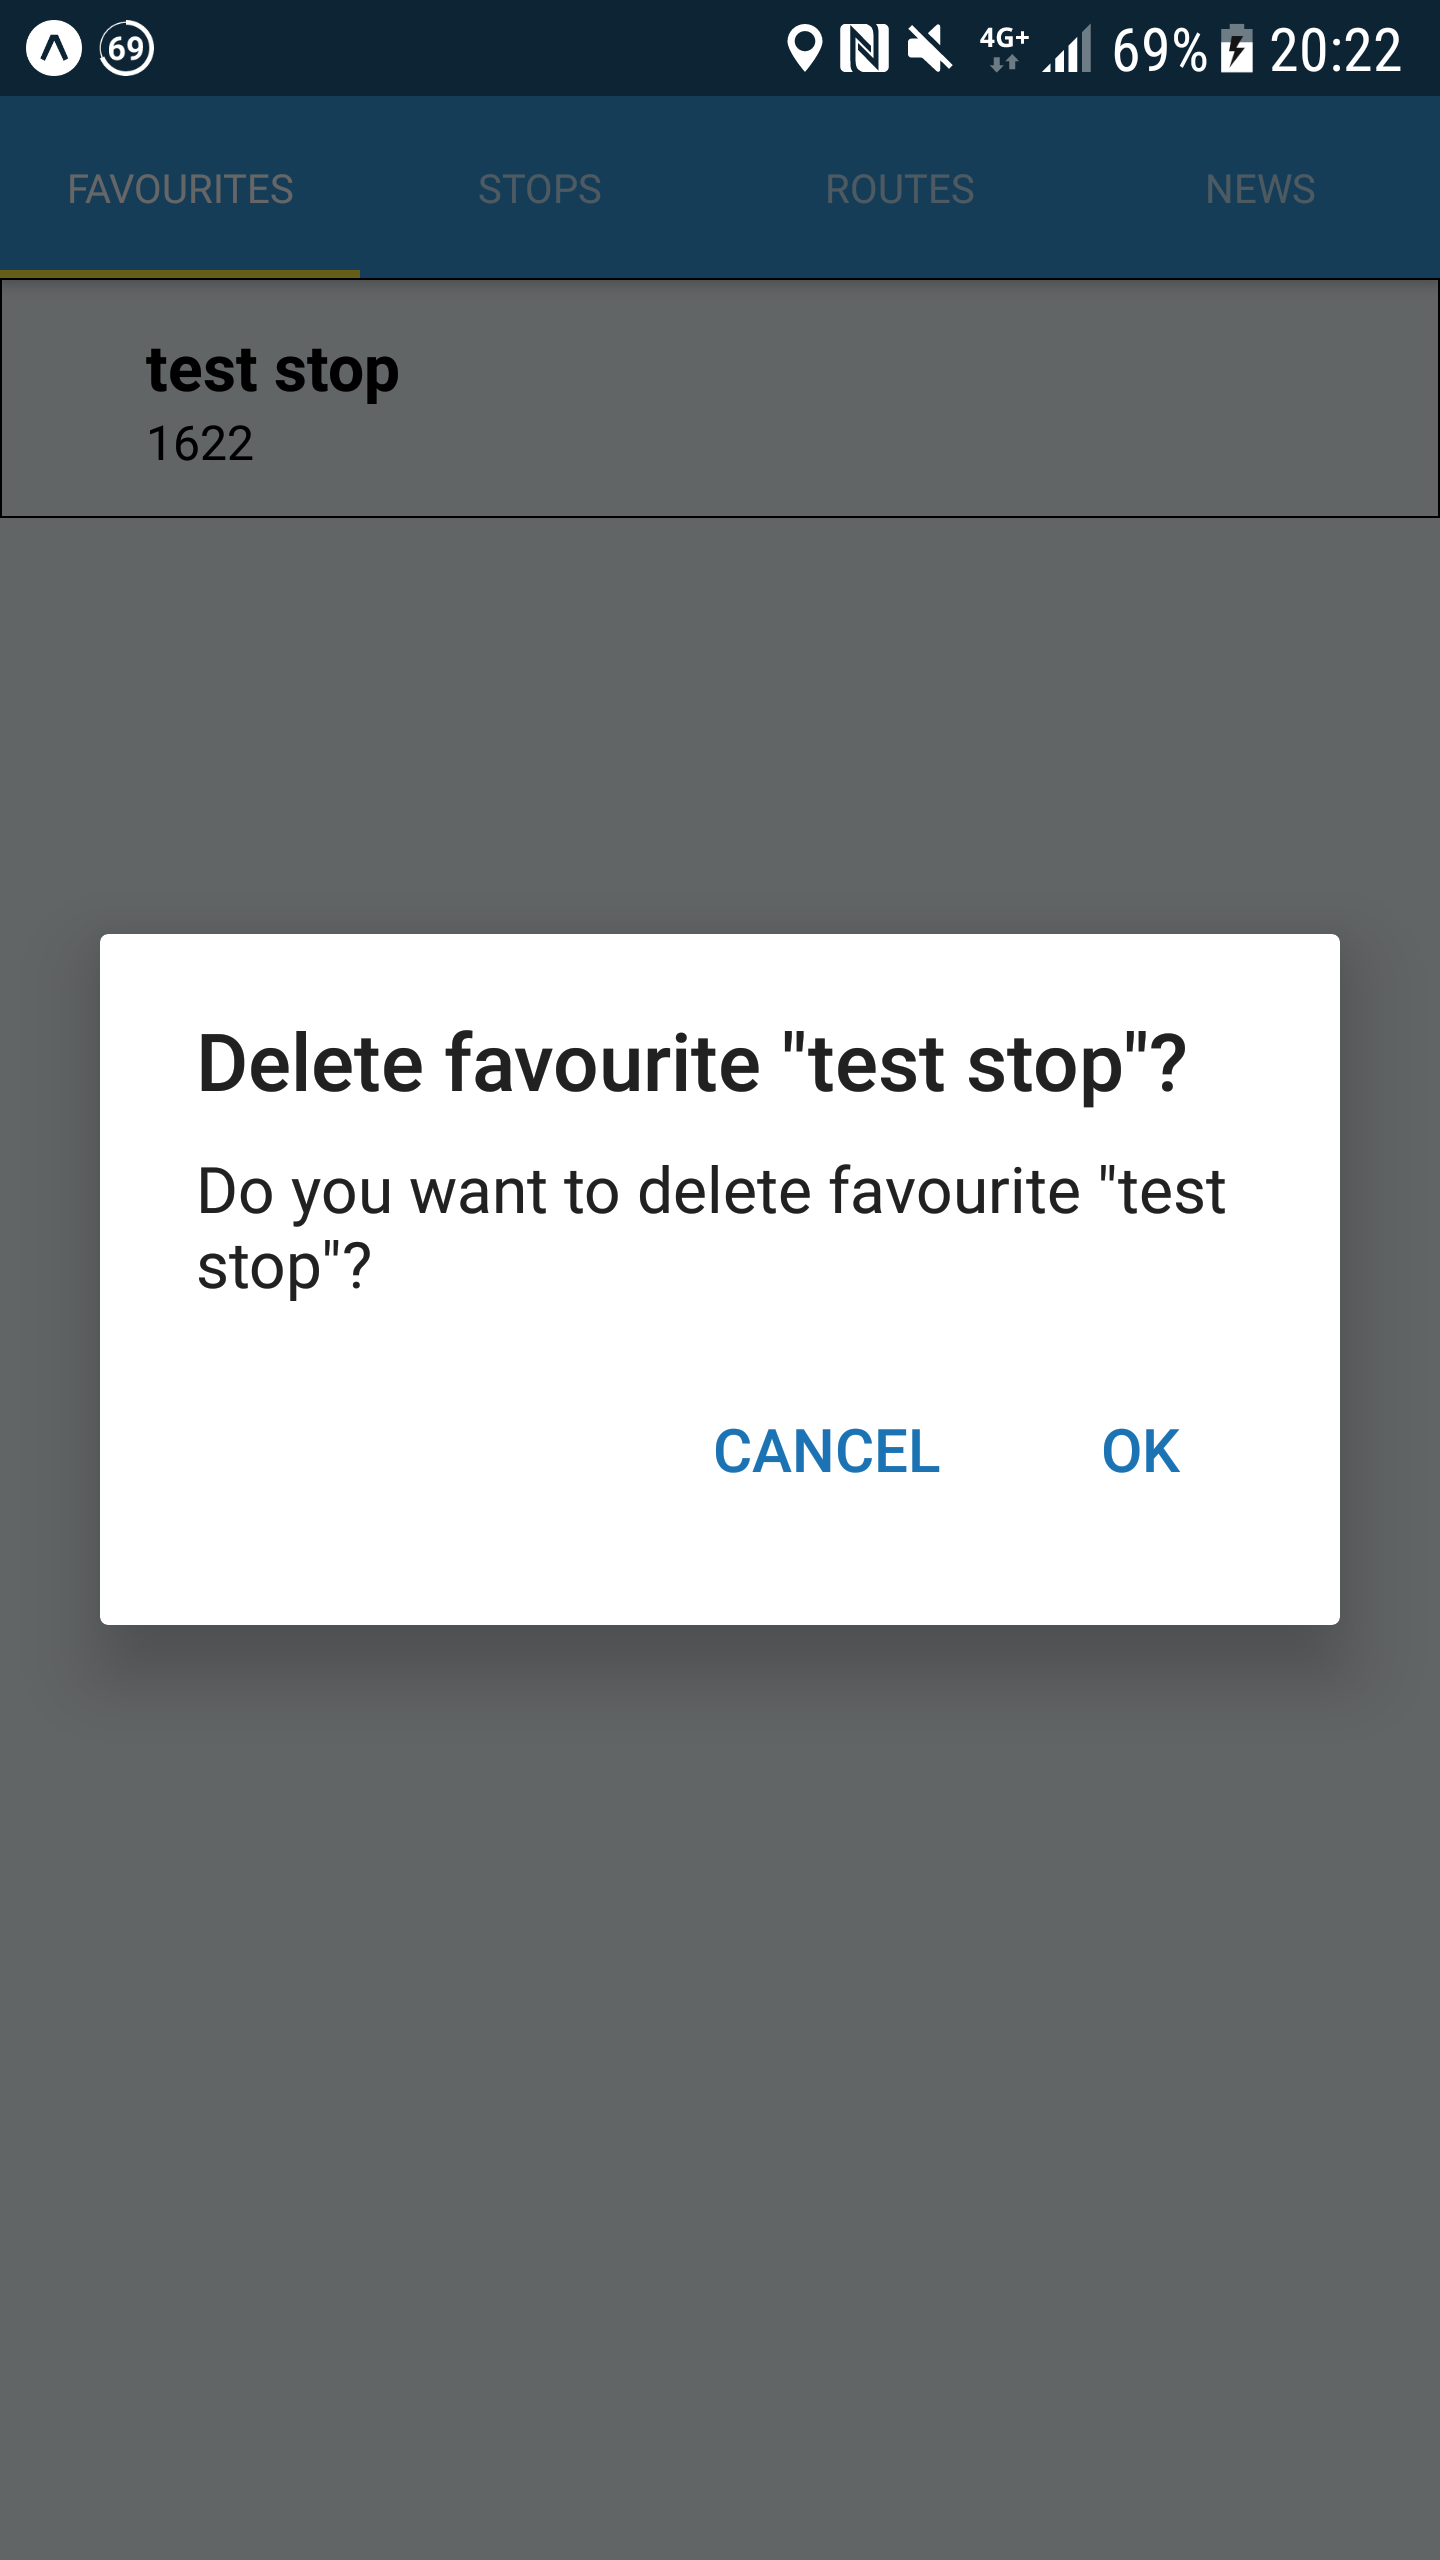 69 4G+ 69% 20:22
FAVOURITES STOPS ROUTES NEWS
test stop
1622
Delete favourite "test stop"?
Do you want to delete favourite "test
stop"?
CANCEL OK